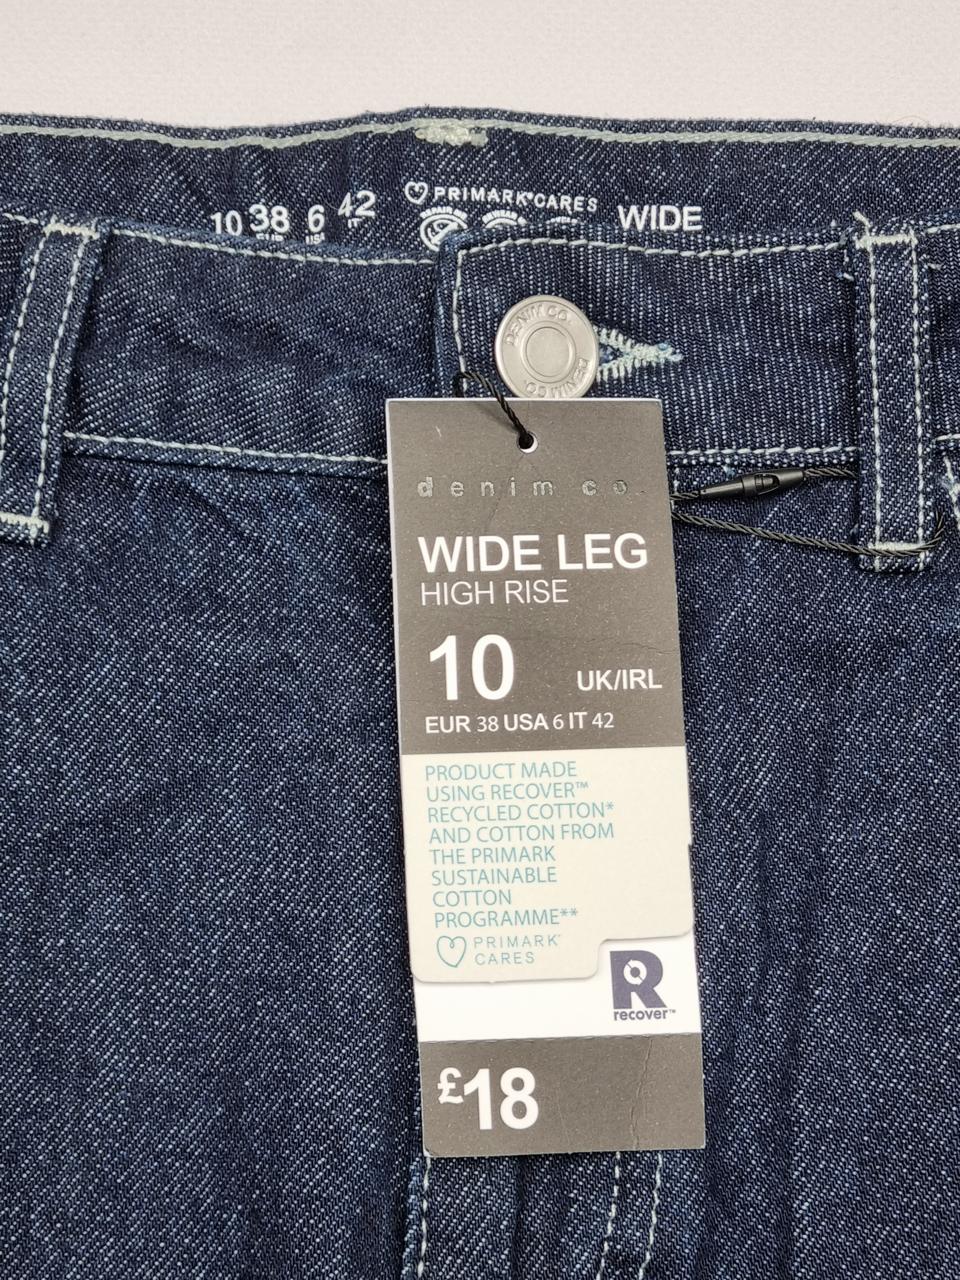 10 38 6 42
PRIMARK CARES
WIDE
DENIM CO.
DENIM CO.
denim co
WIDE LEG
HIGH RISE
10 UK/IRL
EUR 38 USA 6 IT 42
PRODUCT MADE
USING RECOVER™
RECYCLED COTTON*
AND COTTON FROM
THE PRIMARK
SUSTAINABLE
COTTON
PROGRAMME**
PRIMARK
CARES
R
recover™
£18